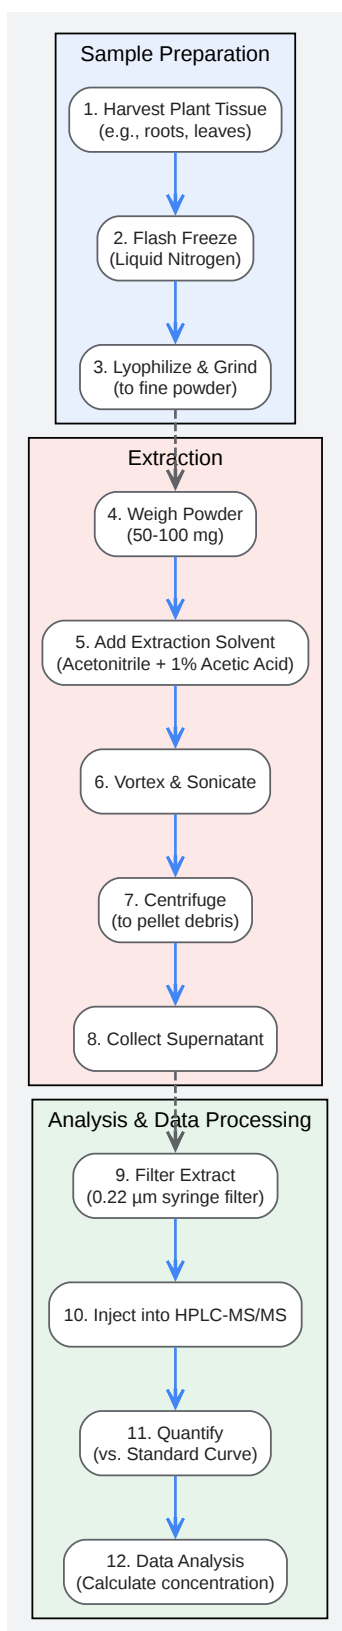 Sample Preparation
1. Harvest Plant Tissue
(e.g., roots, leaves)
2. Flash Freeze
(Liquid Nitrogen)
3. Lyophilize & Grind
(to fine powder)
Extraction
4. Weigh Powder
(50-100 mg)
5. Add Extraction Solvent
(Acetonitrile + 1% Acetic Acid)
6. Vortex & Sonicate
7. Centrifuge
(to pellet debris)
8. Collect Supernatant
Analysis & Data Processing
9. Filter Extract
(0.22 µm syringe filter)
10. Inject into HPLC-MS/MS
11. Quantify
(vs. Standard Curve)
12. Data Analysis
(Calculate concentration)